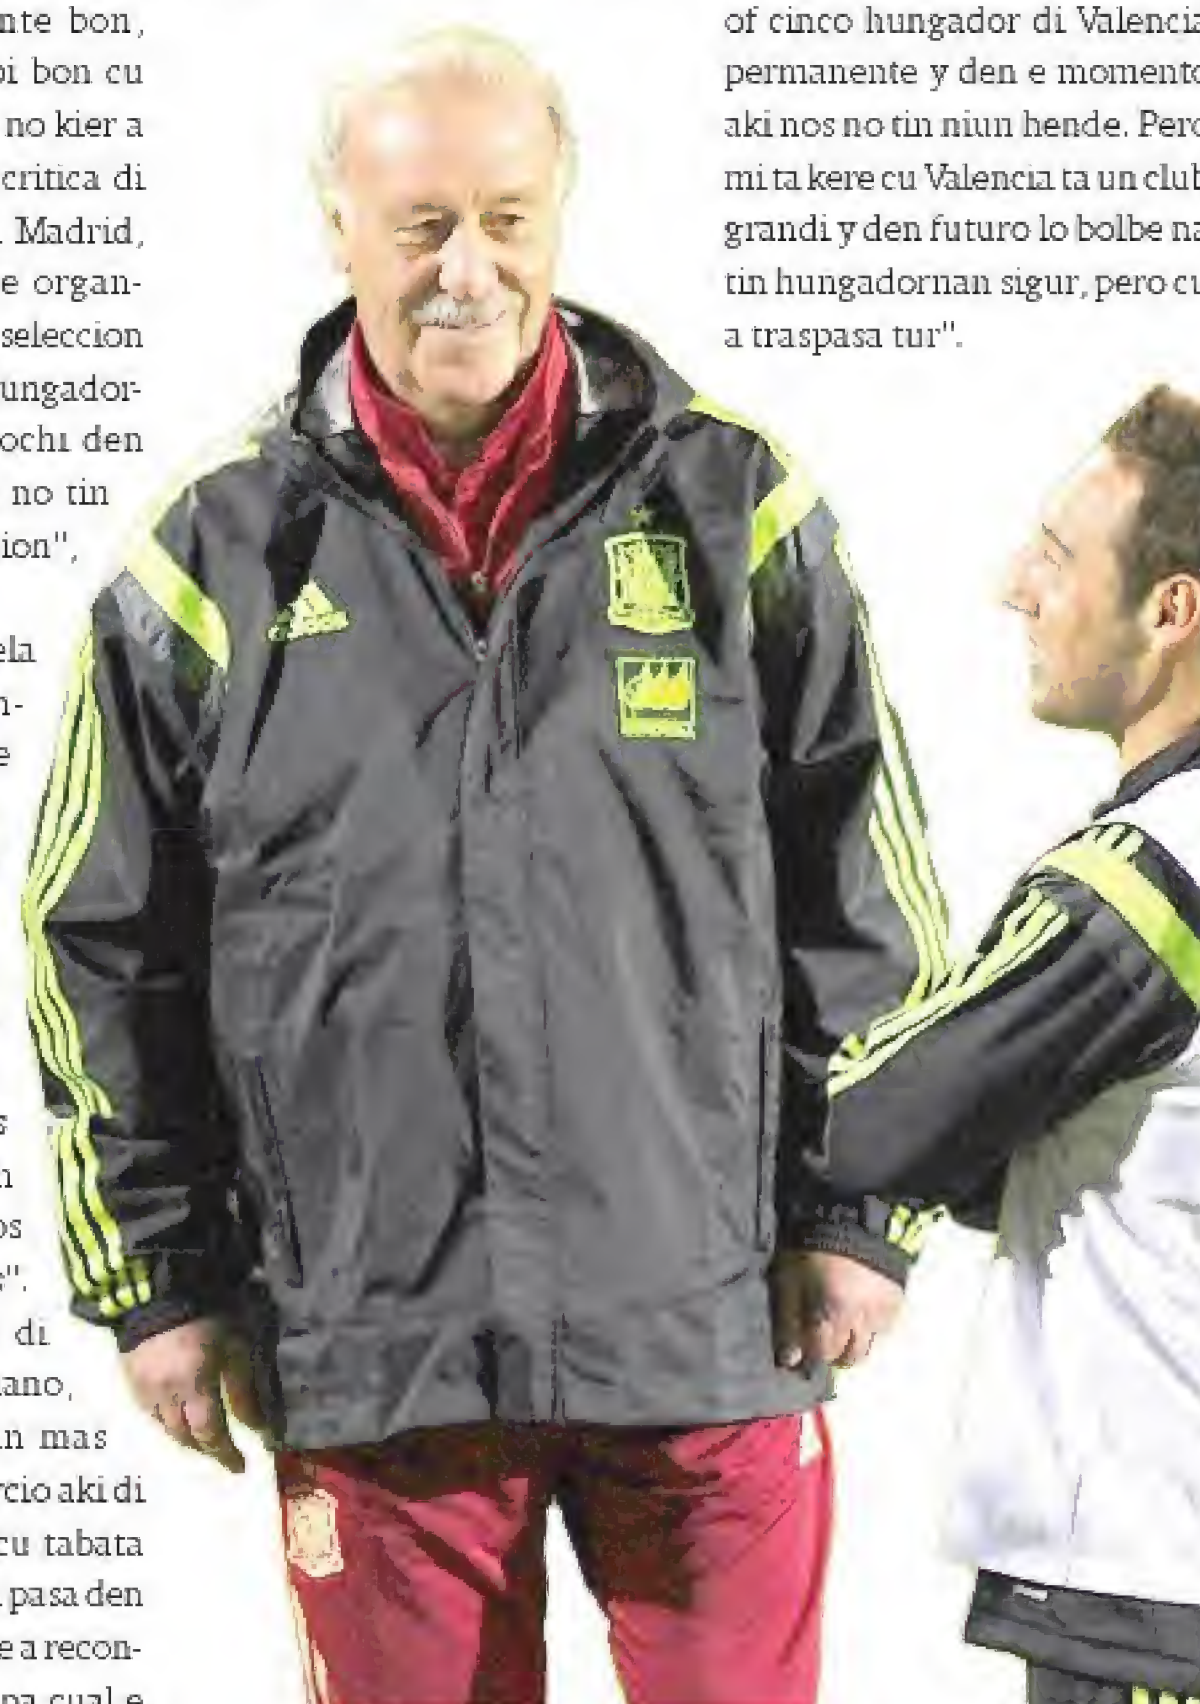 nte bon,
bon cu
no kier a
critica di
Madrid,
e organ-
seleccion
ungador-
ochi den
no tin
ion",
ela
n-
e
s
n
os
".
di
ano,
n mas
rcio aki di
cu tabata
pasa den
e a recon-
na cual e
of cinco hungador di Valencia
permanente y den e momento
aki nos no tin niun hende. Pero
mi ta kere cu Valencia ta un club
grandi y den futuro lo bolbe na
tin hungadornan sigur, pero cu
a traspasa tur".